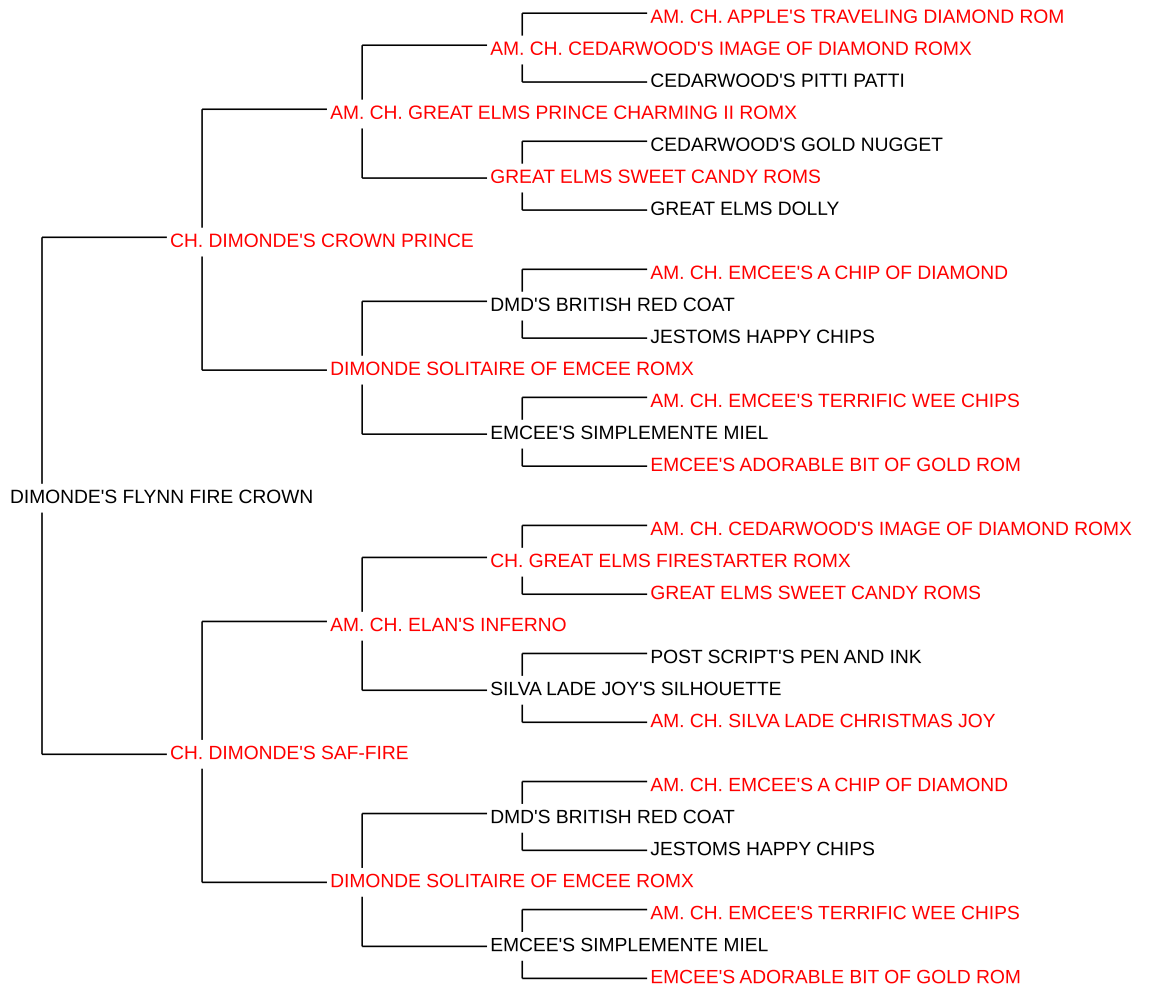 AM. CH. APPLE'S TRAVELING DIAMOND ROM
AM. CH. CEDARWOOD'S IMAGE OF DIAMOND ROMX
CEDARWOOD'S PITTI PATTI
AM. CH. GREAT ELMS PRINCE CHARMING II ROMX
CEDARWOOD'S GOLD NUGGET
GREAT ELMS SWEET CANDY ROMS
GREAT ELMS DOLLY
CH. DIMONDE'S CROWN PRINCE
AM. CH. EMCEE'S A CHIP OF DIAMOND
DMD'S BRITISH RED COAT
JESTOMS HAPPY CHIPS
DIMONDE SOLITAIRE OF EMCEE ROMX
AM. CH. EMCEE'S TERRIFIC WEE CHIPS
EMCEE'S SIMPLEMENTE MIEL
EMCEE'S ADORABLE BIT OF GOLD ROM
DIMONDE'S FLYNN FIRE CROWN
AM. CH. CEDARWOOD'S IMAGE OF DIAMOND ROMX
CH. GREAT ELMS FIRESTARTER ROMX
GREAT ELMS SWEET CANDY ROMS
AM. CH. ELAN'S INFERNO
POST SCRIPT'S PEN AND INK
SILVA LADE JOY'S SILHOUETTE
AM. CH. SILVA LADE CHRISTMAS JOY
CH. DIMONDE'S SAF-FIRE
AM. CH. EMCEE'S A CHIP OF DIAMOND
DMD'S BRITISH RED COAT
JESTOMS HAPPY CHIPS
DIMONDE SOLITAIRE OF EMCEE ROMX
AM. CH. EMCEE'S TERRIFIC WEE CHIPS
EMCEE'S SIMPLEMENTE MIEL
EMCEE'S ADORABLE BIT OF GOLD ROM